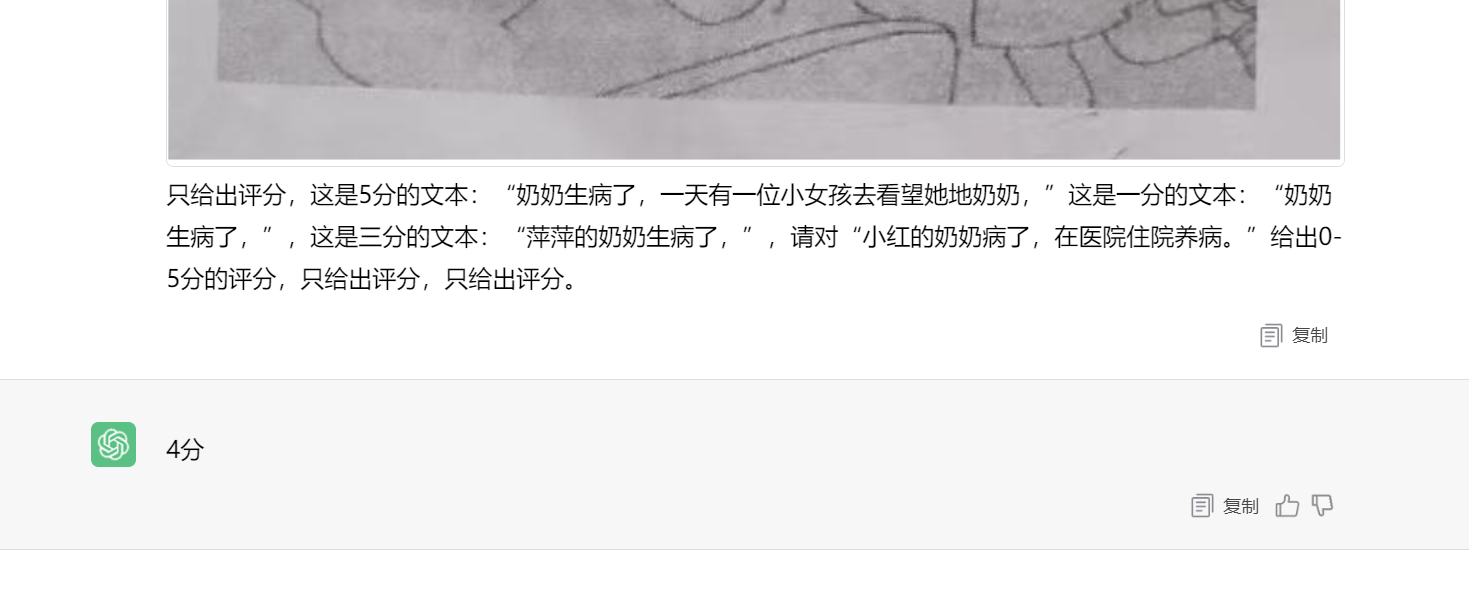 只给出评分，这是5分的文本：“奶奶生病了，一天有一位小女孩去看望她地奶奶，”这是一分的文本：“奶奶
生病了，”，这是三分的文本：“萍萍的奶奶生病了，”，请对“小红的奶奶病了，在医院住院养病。”给出0-
5分的评分，只给出评分，只给出评分。
复制
4分
复制